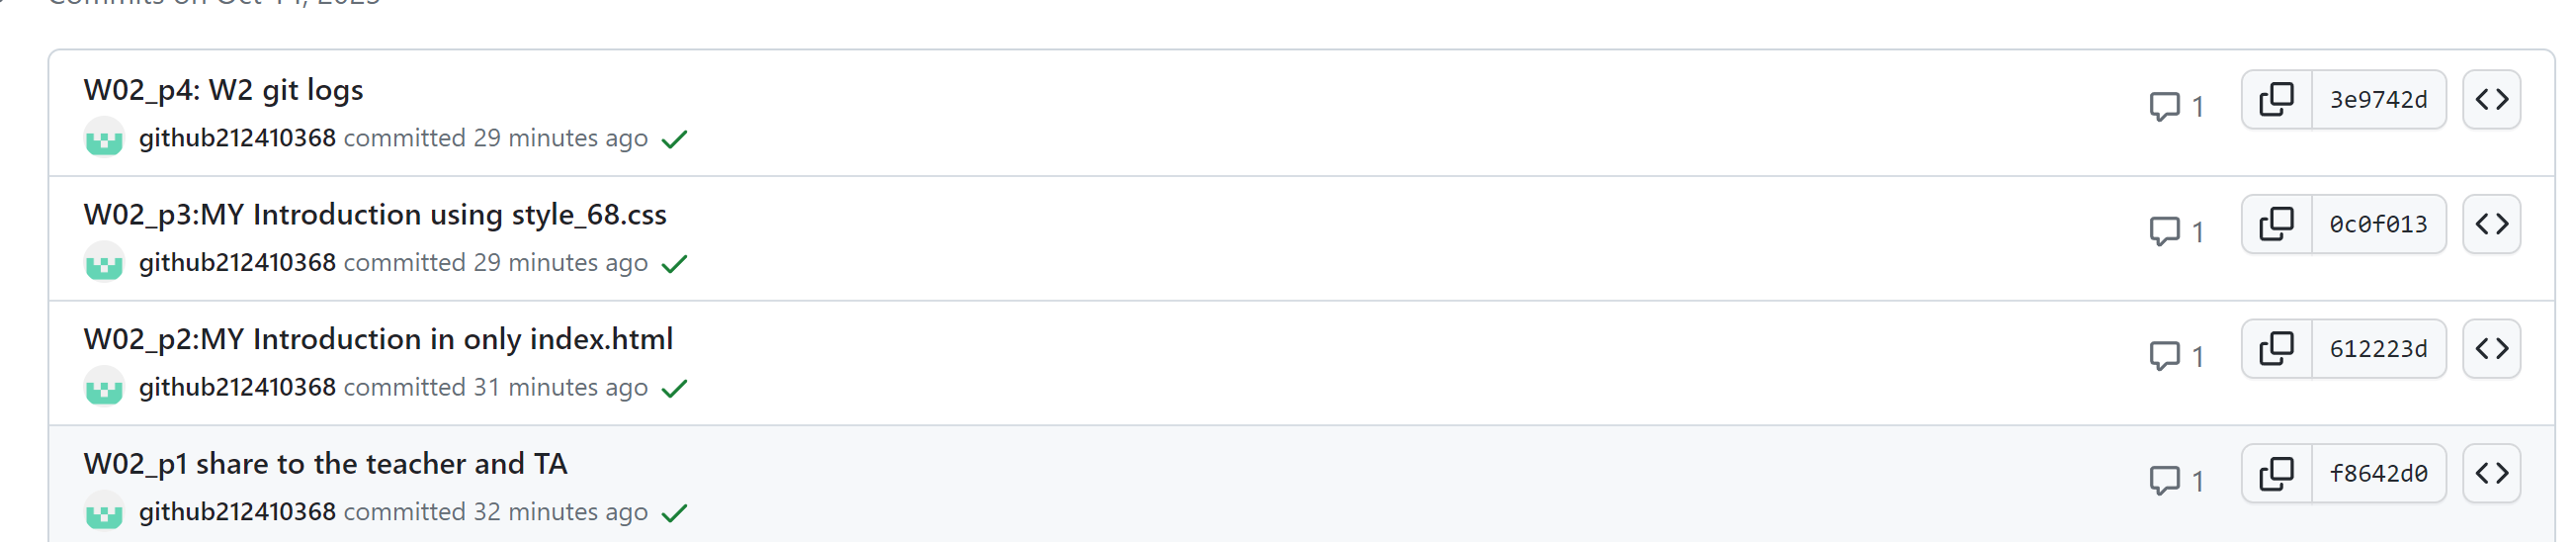 W02_p4: W2 git logs
github212410368 committed 29 minutes ago
1
3e9742d
W02_p3:MY Introduction using style_68.css
github212410368 committed 29 minutes ago
1
0c0f013
W02_p2:MY Introduction in only index.html
github212410368 committed 31 minutes ago
1
612223d
W02_p1 share to the teacher and TA
github212410368 committed 32 minutes ago
1
f8642d0